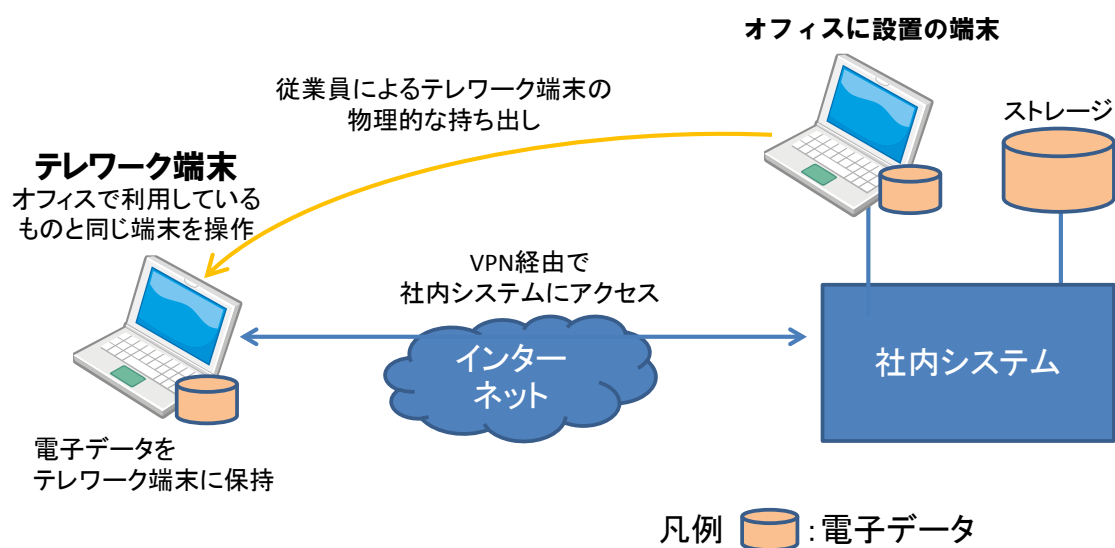 オフィスに設置の端末
従業員によるテレワーク端末の
物理的な持ち出し
ストレージ
テレワーク端末
オフィスで利用している
ものと同じ端末を操作
VPN経由で
社内システムにアクセス
インター
ネット
社内システム
電子データを
テレワーク端末に保持
凡例 :電子データ